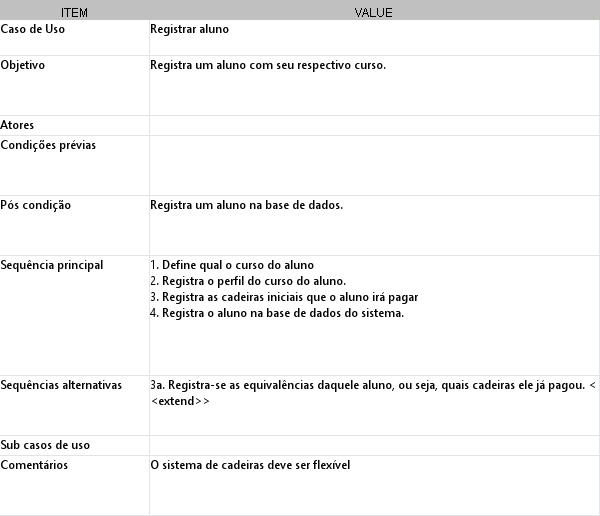 ITEM VALUE
Caso de Uso Registrar aluno
Objetivo Registra um aluno com seu respectivo curso.
Atores
Condições prévias
Pós condição Registra um aluno na base de dados.
Sequência principal 1. Define qual o curso do aluno
2. Registra o perfil do curso do aluno.
3. Registra as cadeiras iniciais que o aluno irá pagar
4. Registra o aluno na base de dados do sistema.
Sequências alternativas 3a. Registra-se as equivalências daquele aluno, ou seja, quais cadeiras ele já pagou. <
<extend>>
Sub casos de uso
Comentários O sistema de cadeiras deve ser flexível